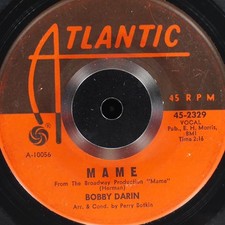 ATLANTIC
45 RPM
45-2329
VOCAL
Pub., E. H. Morris,
BMI
Time: 2:16
A-10056
MAME
From The Broadway Production "Mame"
(Herman)
BOBBY DARIN
Arr. & Cond. by Perry Botkin